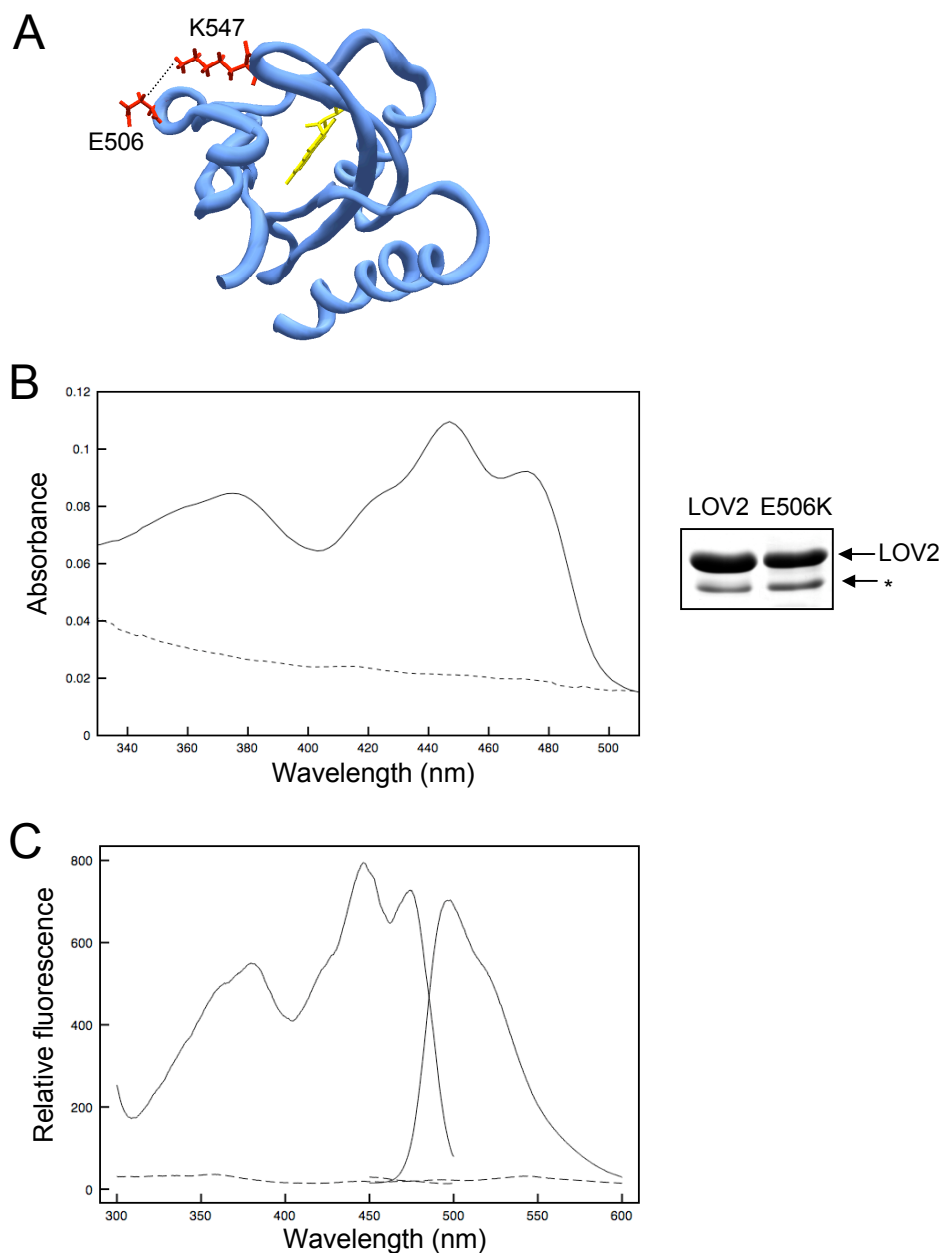 A
K547
E506
B
0.12
0.1
0.08
0.06
0.04
0.02
0
Absorbance
340 360 380 400 420 440 460 480 500
Wavelength (nm)
LOV2 E506K
LOV2
*
C
800
600
400
200
0
Relative fluorescence
300 350 400 450 500 550 600
Wavelength (nm)